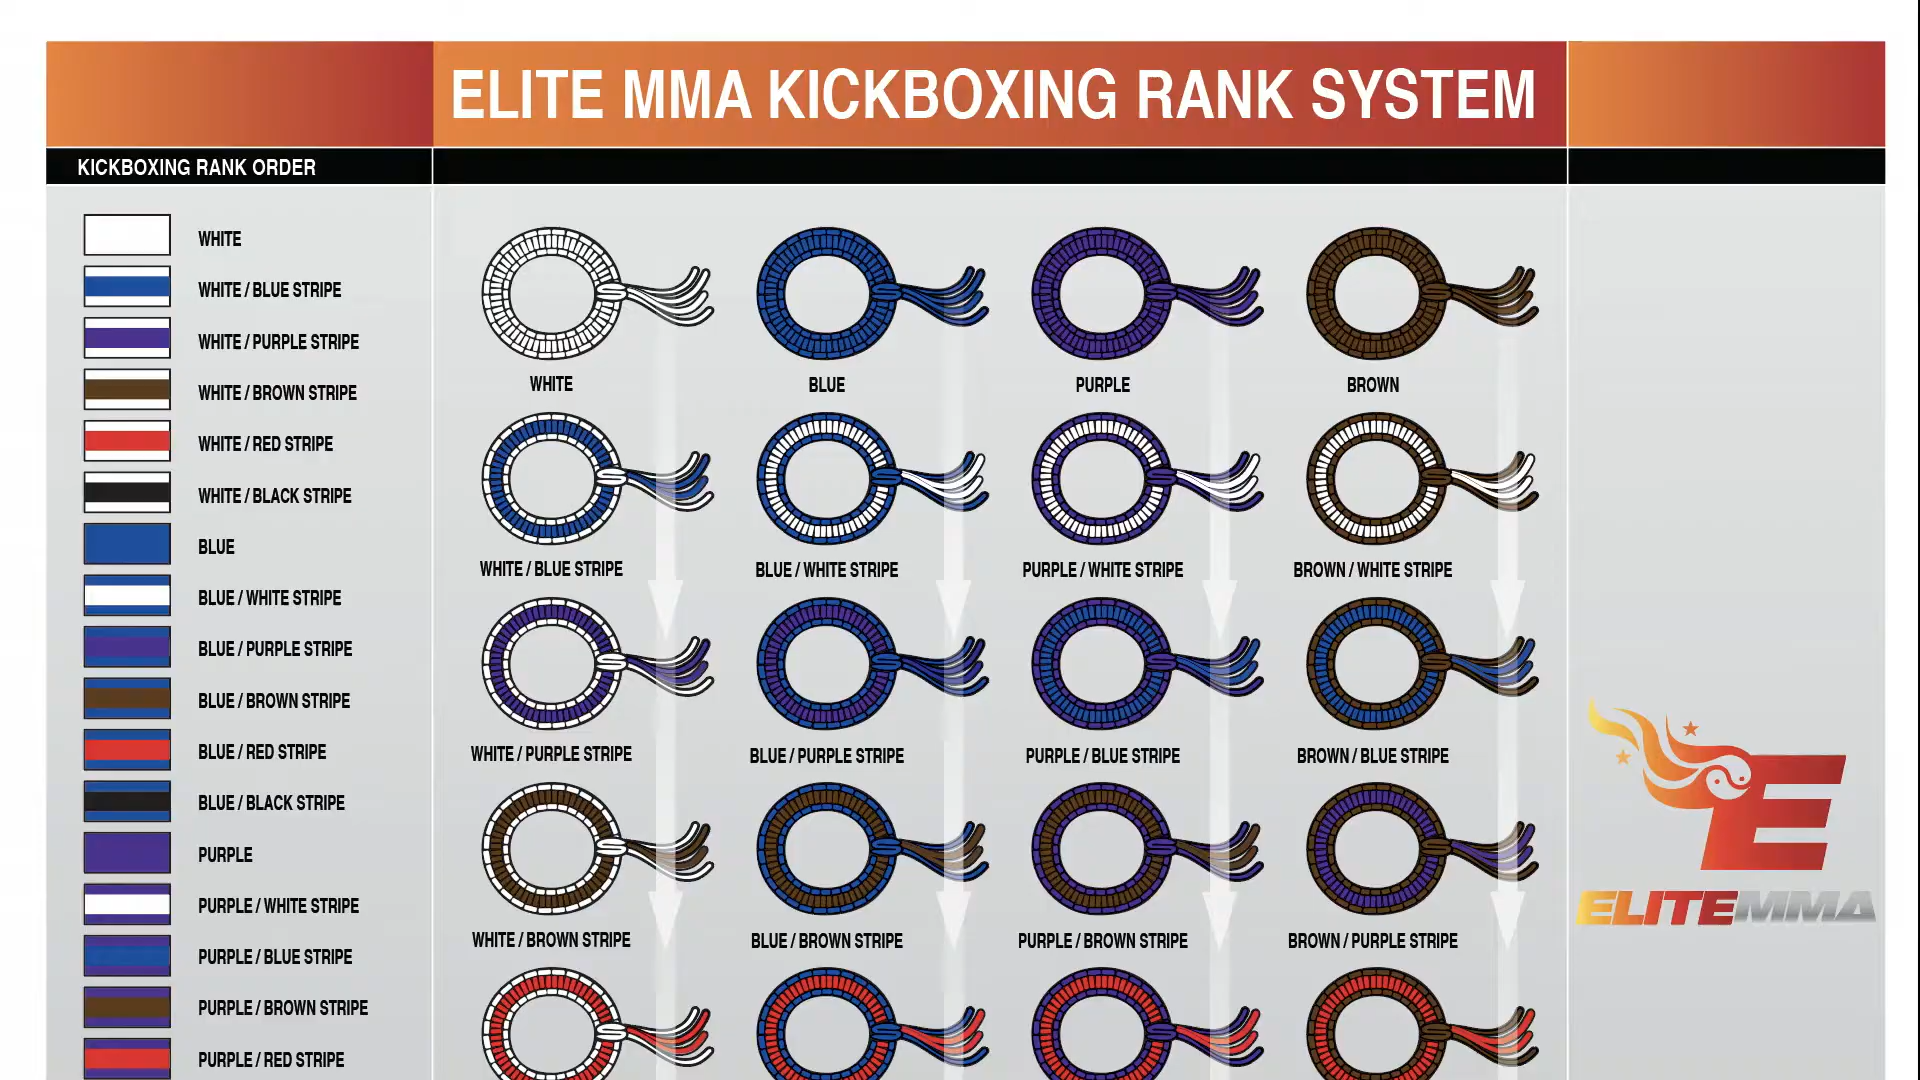 ELITE MMA KICKBOXING RANK SYSTEM
KICKBOXING RANK ORDER
WHITE
WHITE / BLUE STRIPE
WHITE / PURPLE STRIPE
WHITE / BROWN STRIPE
WHITE / RED STRIPE
WHITE / BLACK STRIPE
BLUE
BLUE / WHITE STRIPE
BLUE / PURPLE STRIPE
BLUE / BROWN STRIPE
BLUE / RED STRIPE
BLUE / BLACK STRIPE
PURPLE
PURPLE / WHITE STRIPE
PURPLE / BLUE STRIPE
PURPLE / BROWN STRIPE
PURPLE / RED STRIPE
WHITE BLUE PURPLE BROWN
WHITE / BLUE STRIPE BLUE / WHITE STRIPE PURPLE / WHITE STRIPE BROWN / WHITE STRIPE
WHITE / PURPLE STRIPE BLUE / PURPLE STRIPE PURPLE / BLUE STRIPE BROWN / BLUE STRIPE
WHITE / BROWN STRIPE BLUE / BROWN STRIPE PURPLE / BROWN STRIPE BROWN / PURPLE STRIPE
E
ELITEMMA